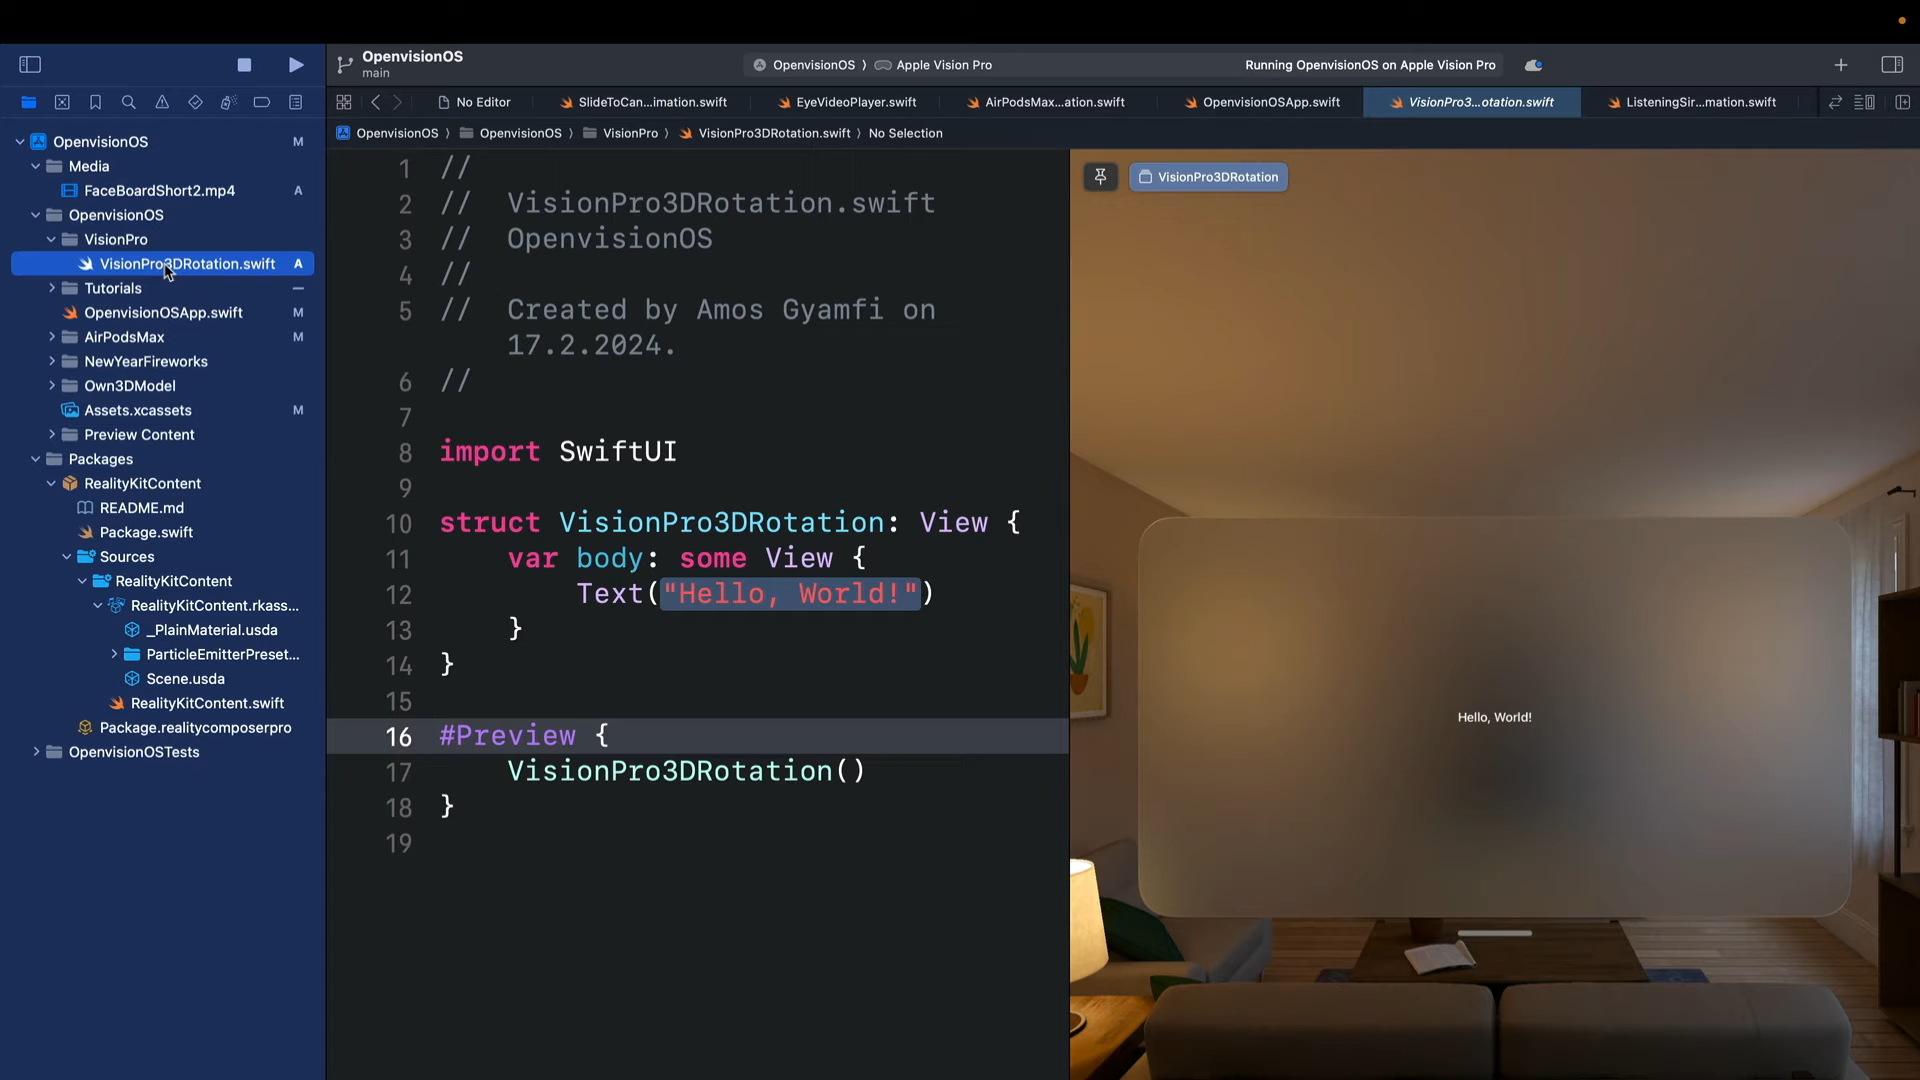 OpenvisionOS
main
OpenvisionOS 〉 Apple Vision Pro
Running OpenvisionOS on Apple Vision Pro
No Editor
SlideToCan...imation.swift
EyeVideoPlayer.swift
AirPodsMax...ation.swift
OpenvisionOSApp.swift
VisionPro3...otation.swift
ListeningSir...mation.swift
OpenvisionOS 〉 OpenvisionOS 〉 VisionPro 〉 VisionPro3DRotation.swift 〉 No Selection
OpenvisionOS M
Media
FaceBoardShort2.mp4 A
OpenvisionOS
VisionPro
VisionPro3DRotation.swift A
Tutorials
OpenvisionOSApp.swift M
AirPodsMax M
NewYearFireworks
Own3DModel
Assets.xcassets M
Preview Content
Packages
RealityKitContent
README.md
Package.swift
Sources
RealityKitContent
RealityKitContent.rkass...
_PlainMaterial.usda
ParticleEmitterPreset...
Scene.usda
RealityKitContent.swift
Package.realitycomposerpro
OpenvisionOSTests
1 //
2 // VisionPro3DRotation.swift
3 // OpenvisionOS
4 //
5 // Created by Amos Gyamfi on
17.2.2024.
6 //
7
8 import SwiftUI
9
10 struct VisionPro3DRotation: View {
11 var body: some View {
12 Text("Hello, World!")
13 }
14 }
15
16 #Preview {
17 VisionPro3DRotation()
18 }
19
VisionPro3DRotation
Hello, World!